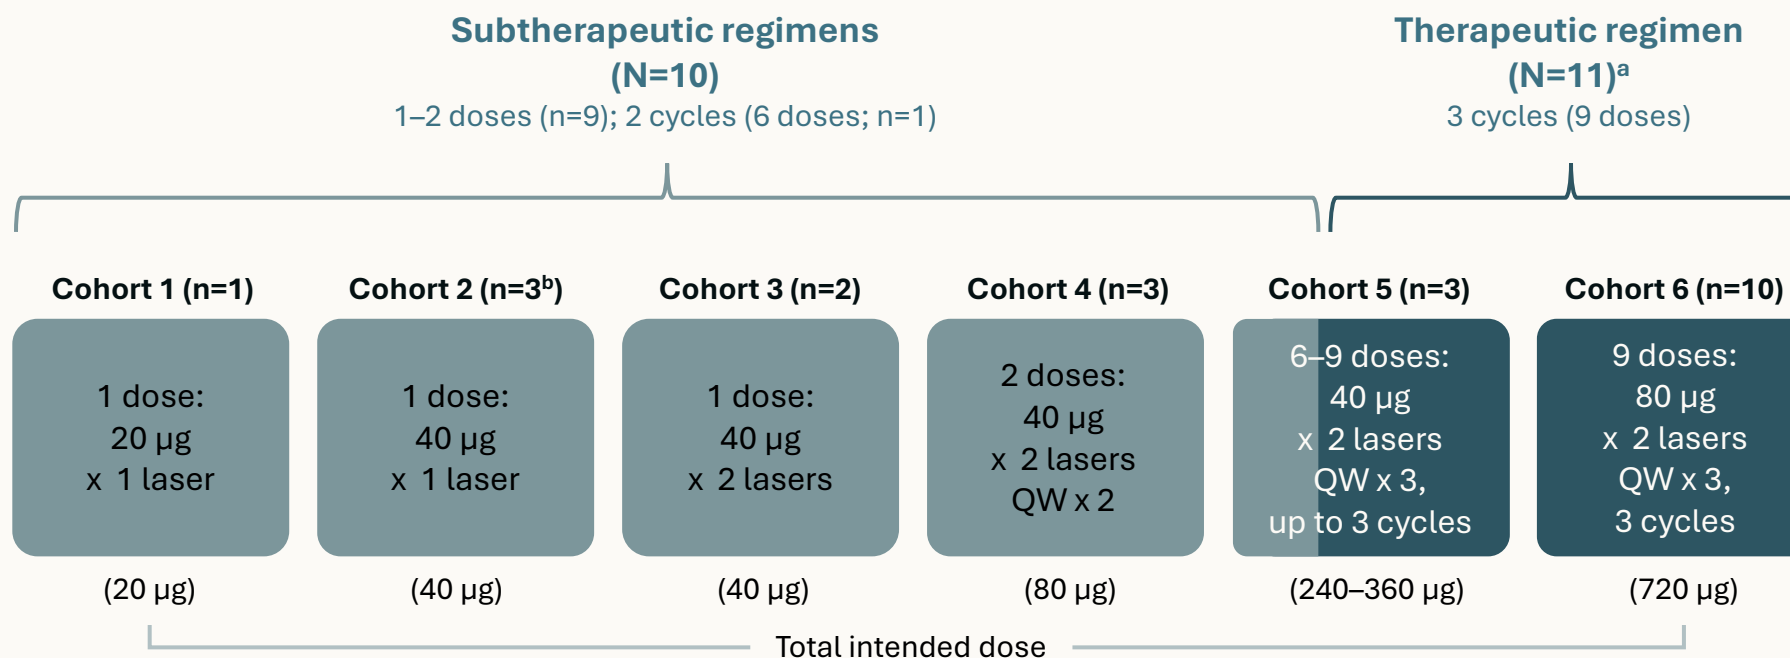 Subtherapeutic regimens
(N=10)
1–2 doses (n=9); 2 cycles (6 doses; n=1)
Therapeutic regimen
(N=11)ᵃ
3 cycles (9 doses)
Cohort 1 (n=1)
1 dose:
20 µg
x 1 laser
(20 µg)
Cohort 2 (n=3ᵇ)
1 dose:
40 µg
x 1 laser
(40 µg)
Cohort 3 (n=2)
1 dose:
40 µg
x 2 lasers
(40 µg)
Cohort 4 (n=3)
2 doses:
40 µg
x 2 lasers
QW x 2
(80 µg)
Cohort 5 (n=3)
6–9 doses:
40 µg
x 2 lasers
QW x 3,
up to 3 cycles
(240–360 µg)
Cohort 6 (n=10)
9 doses:
80 µg
x 2 lasers
QW x 3,
3 cycles
(720 µg)
Total intended dose